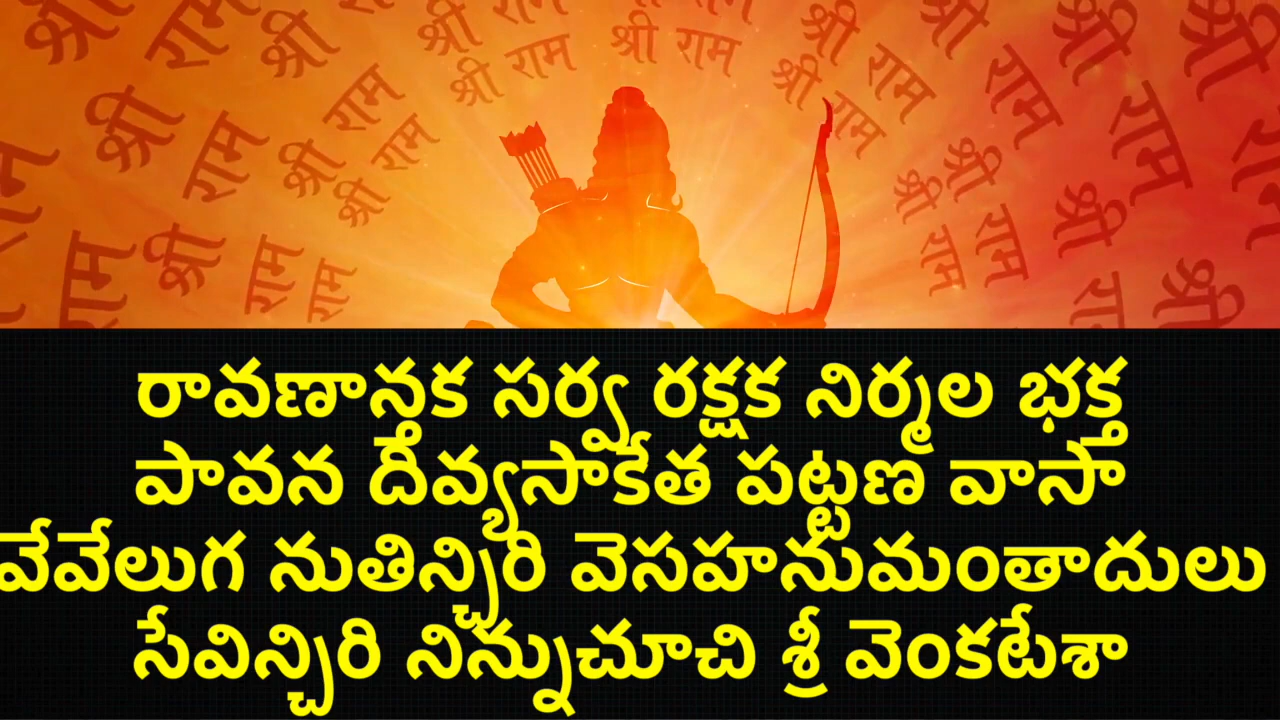 श्री राम श्री राम श्री राम श्री राम श्री राम
श्री राम श्री राम श्री राम श्री राम
श्री राम श्री राम श्री राम श्री राम
श्री राम राम श्री राम श्री
రావణాన్తక సర్వ రక్షక నిర్మల భక్త
పావన దివ్యసాకేత పట్టణ వాసా
వేవేలుగ నుతిన్చిరి వెసహనుమంతాదులు
సేవిన్చిరి నిన్నుచూచి శ్రీ వెంకటేశా